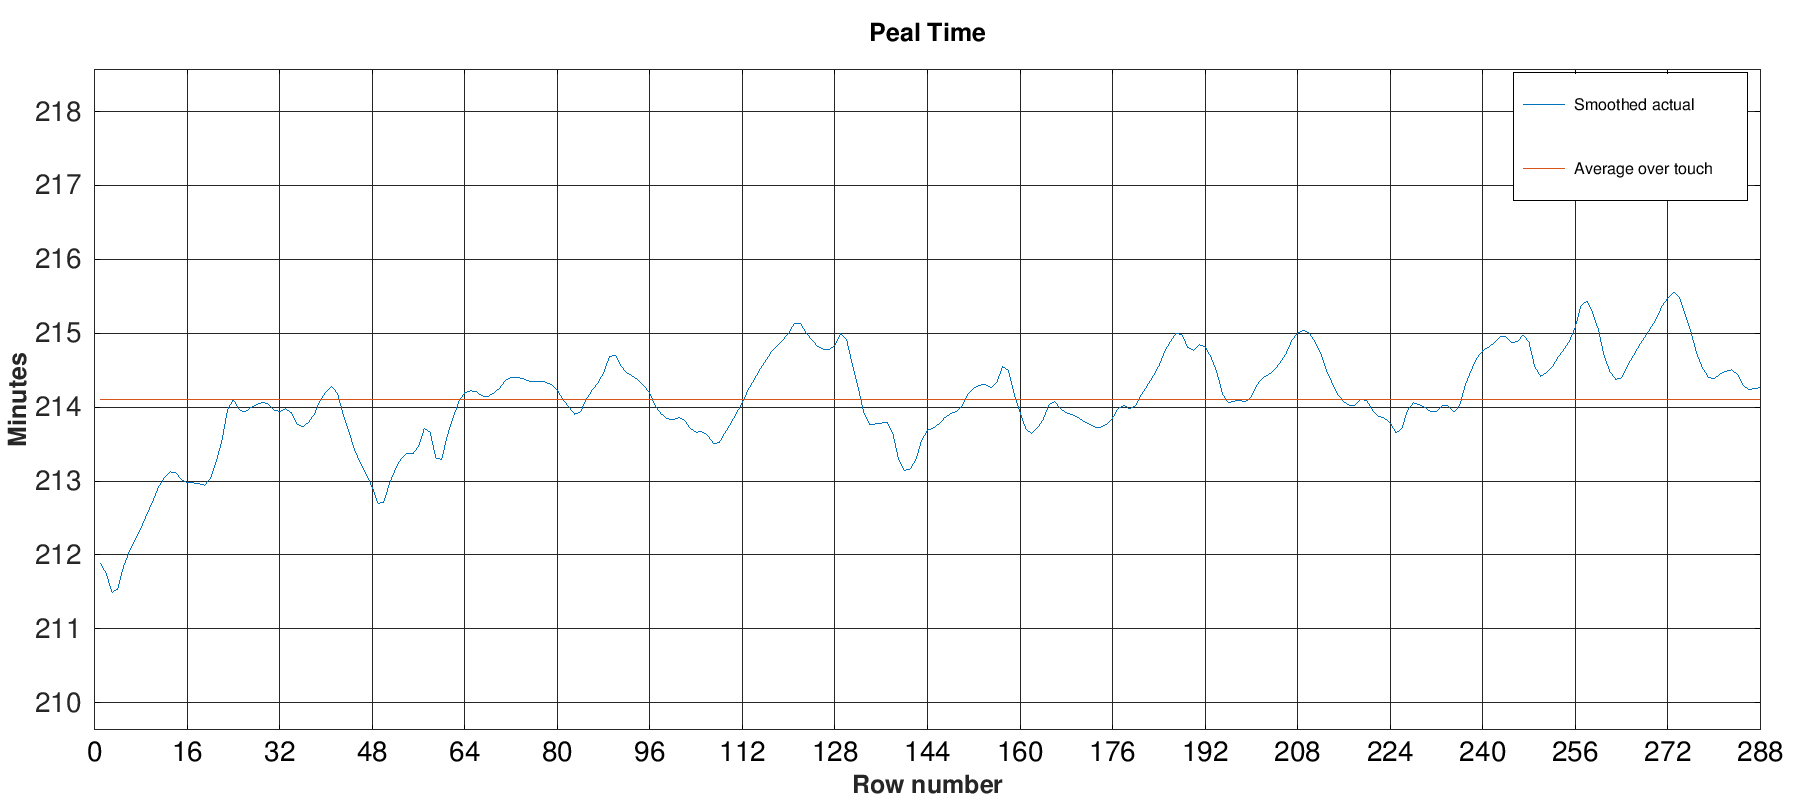 Peal Time
Smoothed actual
Average over touch
218
217
216
215
214
213
212
211
210
Minutes
0 16 32 48 64 80 96 112 128 144 160 176 192 208 224 240 256 272 288
Row number